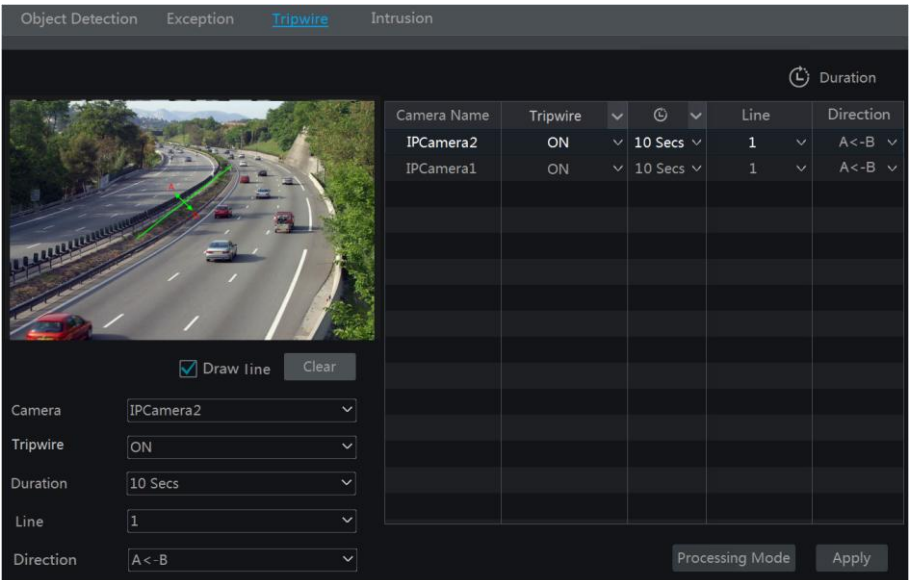 Object Detection Exception Tripwire Intrusion
Duration
Camera Name Tripwire Line Direction
IPCamera2 ON 10 Secs 1 A<-B
IPCamera1 ON 10 Secs 1 A<-B
A
Draw line Clear
Camera IPCamera2
Tripwire ON
Duration 10 Secs
Line 1
Direction A<-B
Processing Mode Apply